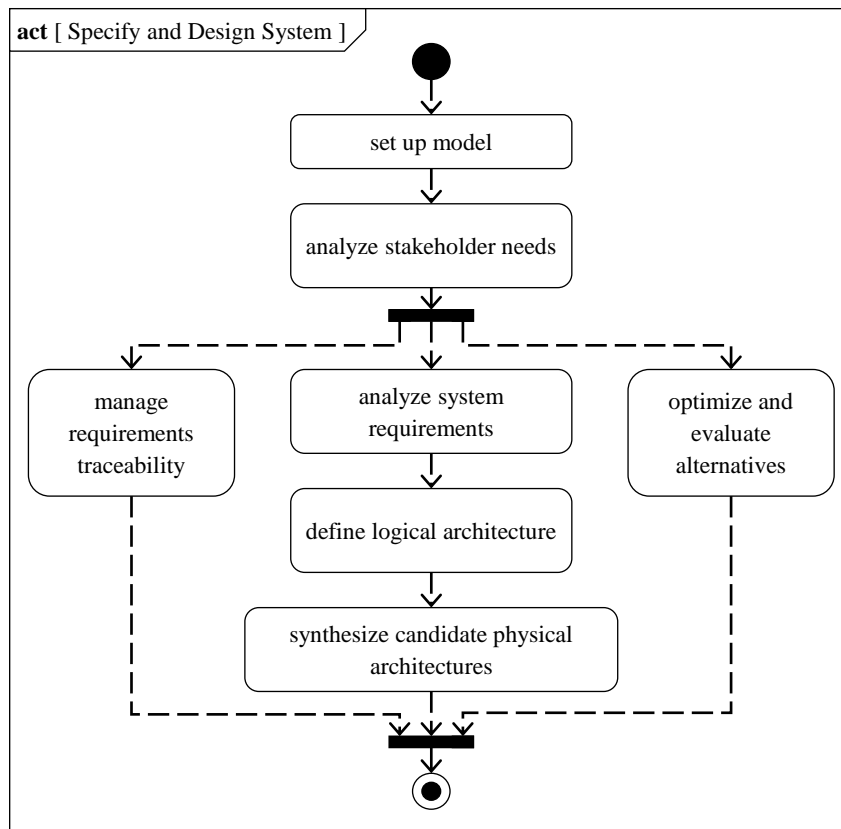 act [ Specify and Design System ]
set up model
analyze stakeholder needs
manage
requirements
traceability
analyze system
requirements
optimize and
evaluate
alternatives
define logical architecture
synthesize candidate physical
architectures